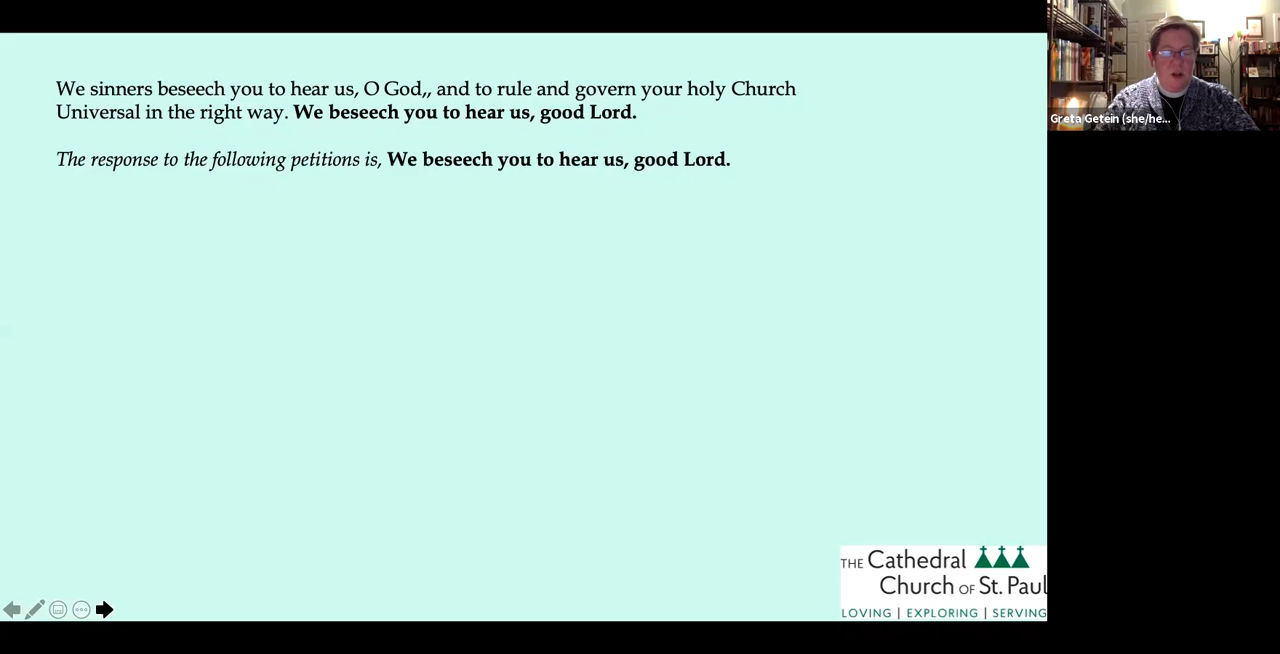 We sinners beseech you to hear us, O God,, and to rule and govern your holy Church
Universal in the right way. We beseech you to hear us, good Lord.
The response to the following petitions is, We beseech you to hear us, good Lord.
Greta Getein (she/he...
THE Cathedral
Church OF St. Paul
LOVING | EXPLORING | SERVING